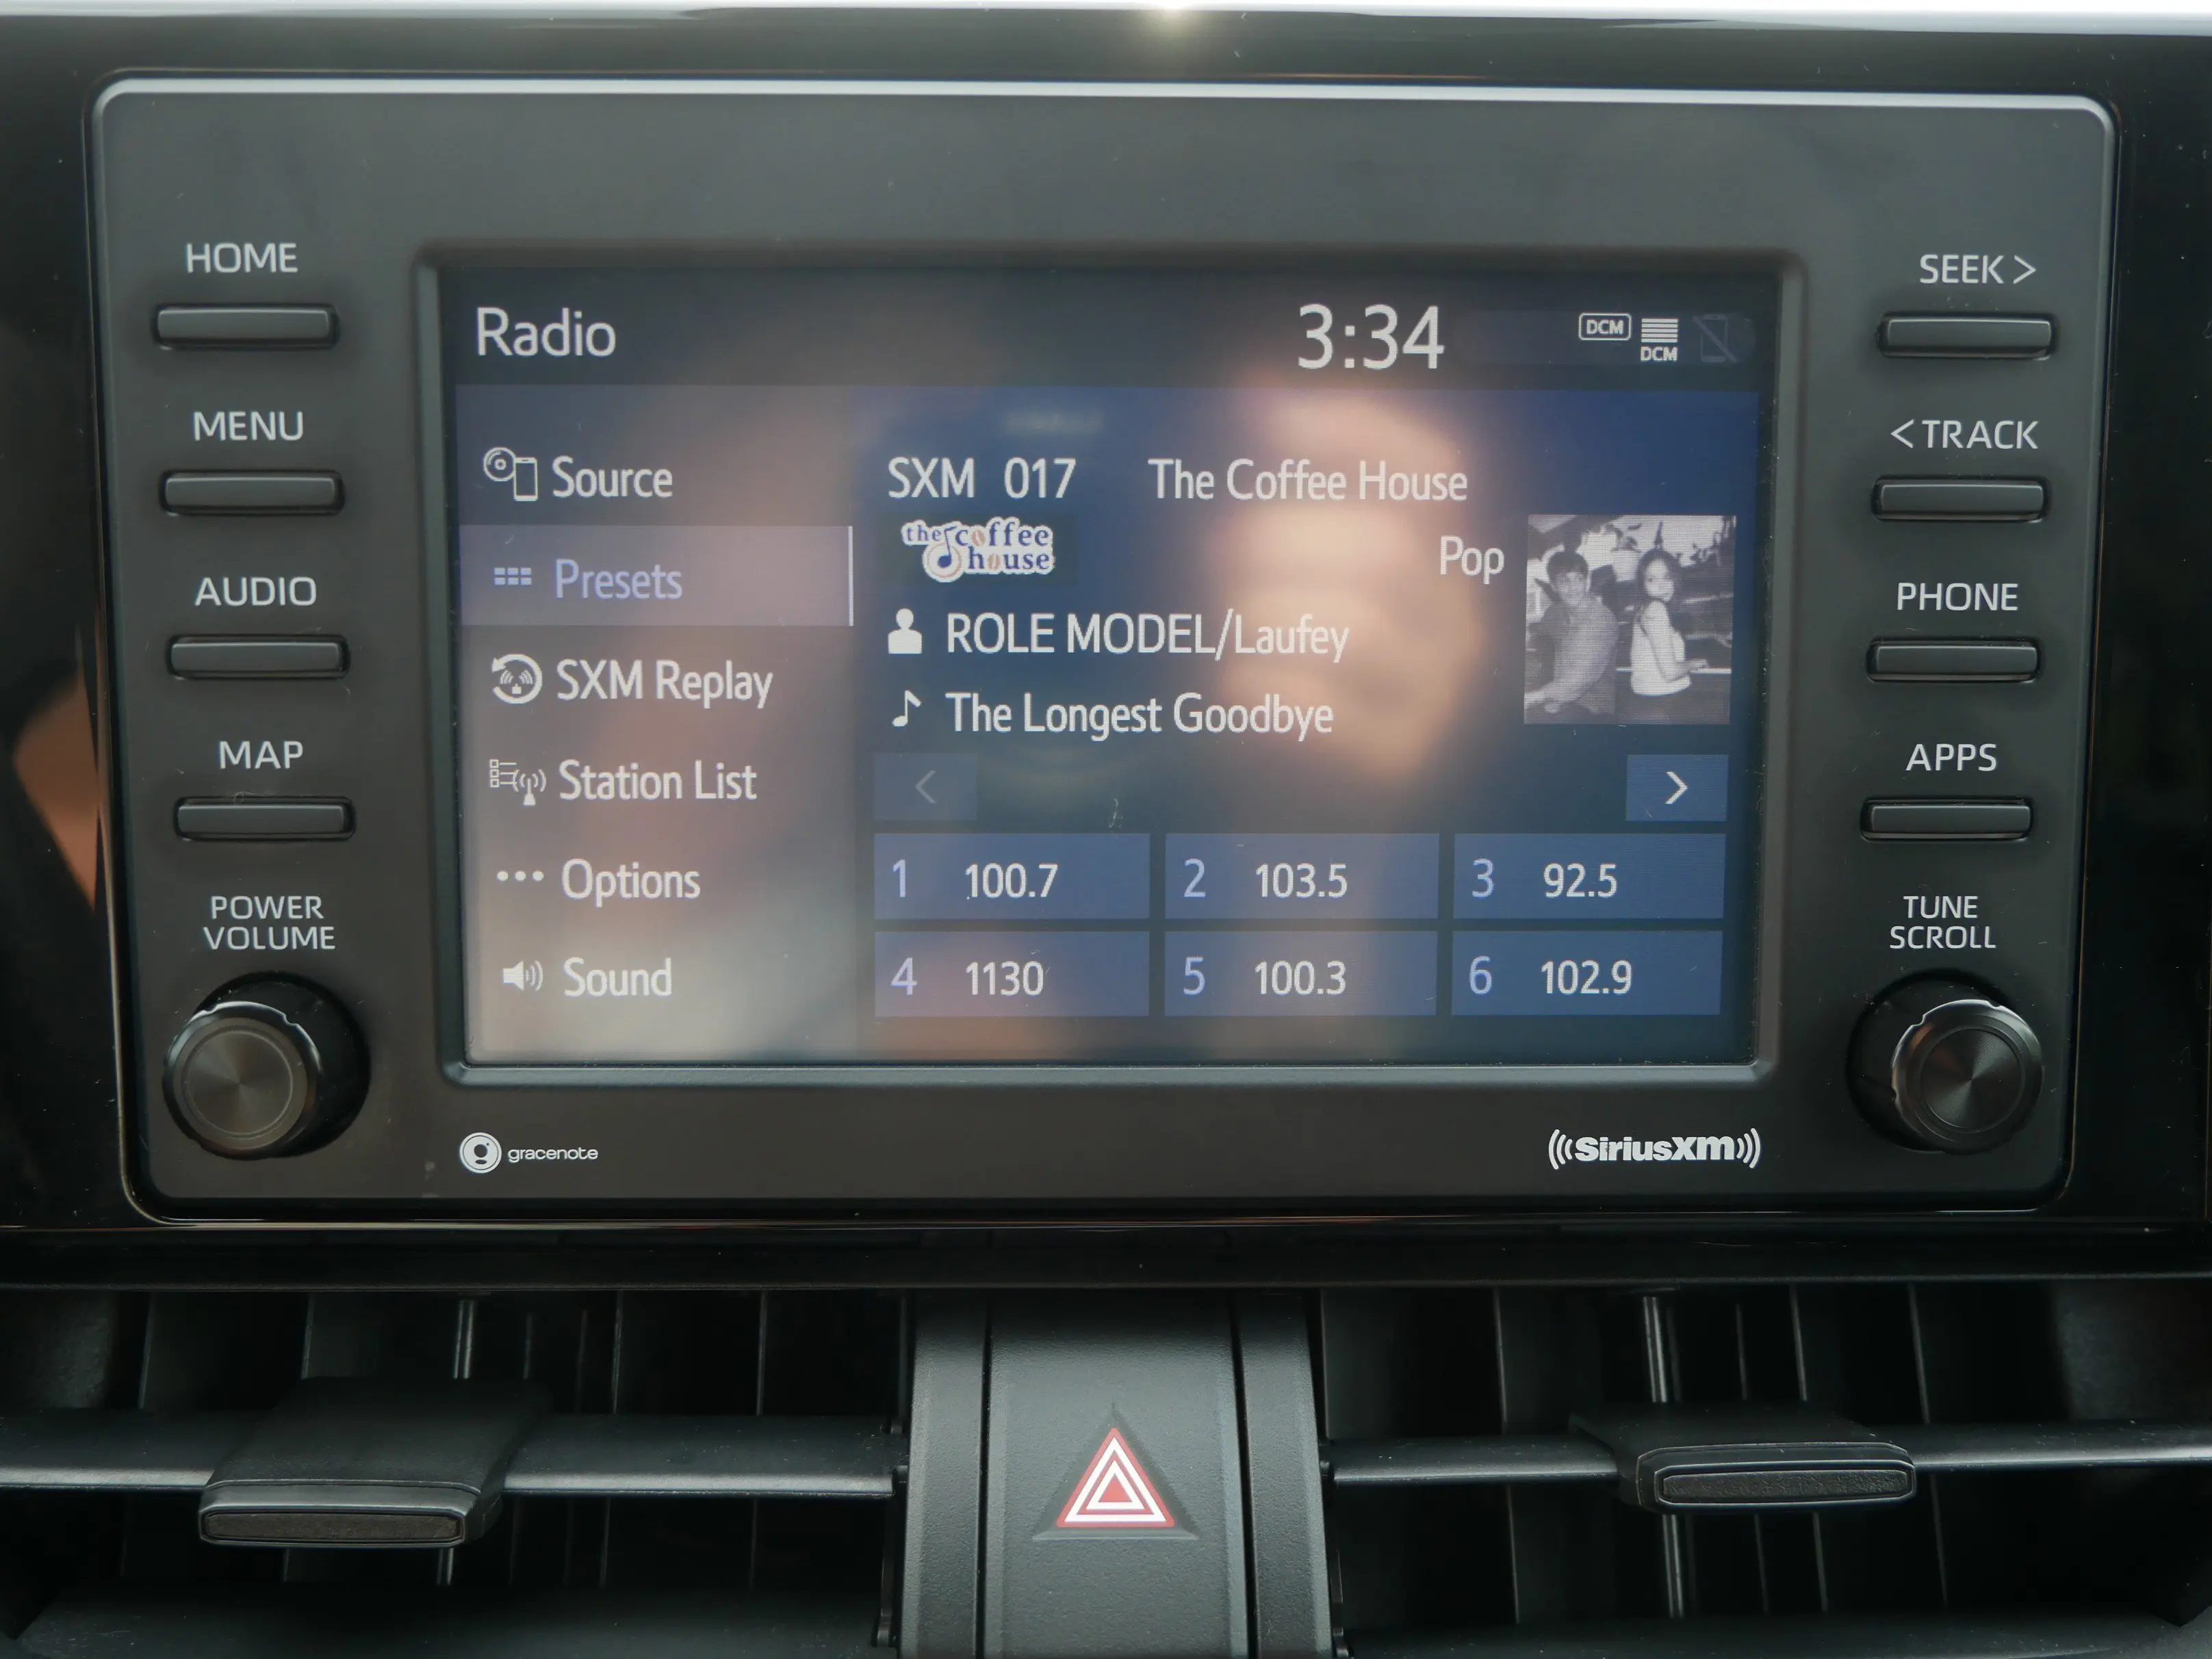 HOME
MENU
AUDIO
MAP
POWER
VOLUME
Radio
3:34
DCM
DCM
Source
Presets
SXM Replay
Station List
Options
Sound
SXM 017 The Coffee House
the coffee
house
Pop
ROLE MODEL/Laufey
The Longest Goodbye
<
>
1 100.7
2 103.5
3 92.5
4 1130
5 100.3
6 102.9
SEEK >
< TRACK
PHONE
APPS
TUNE
SCROLL
gracenote
((SiriusXM))